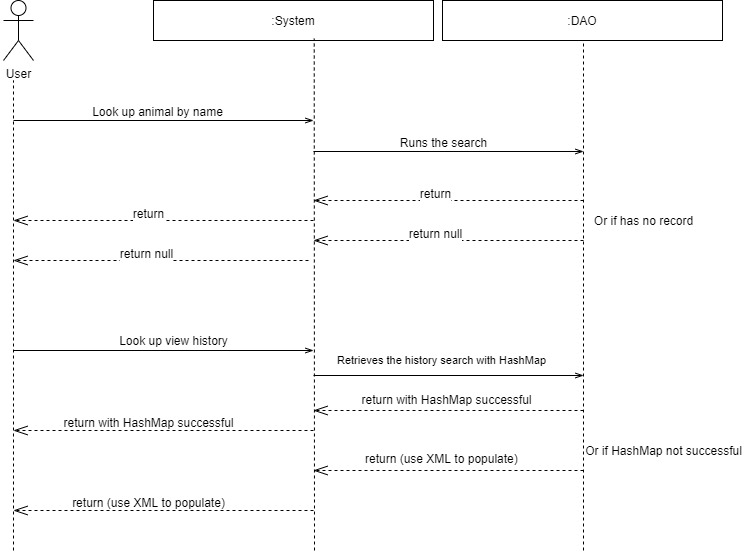 :System
:DAO
User
Look up animal by name
Runs the search
return
return
Or if has no record
return null
return null
Look up view history
Retrieves the history search with HashMap
return with HashMap successful
return with HashMap successful
Or if HashMap not successful
return (use XML to populate)
return (use XML to populate)